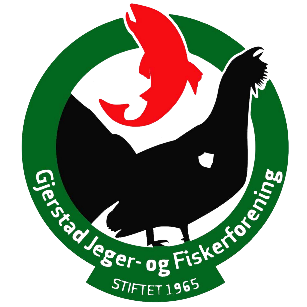 Gjerstad Jeger- og Fiskerforening
STIFTET 1965